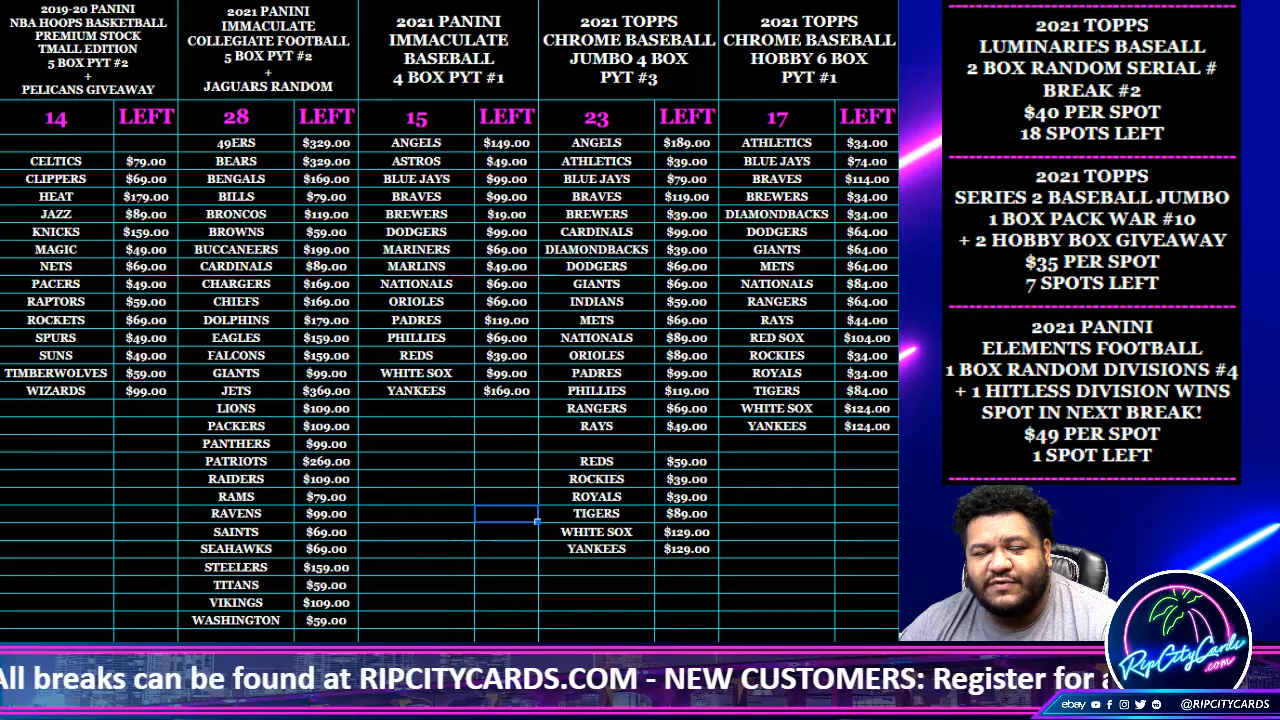 2019-20 PANINI
NBA HOOPS BASKETBALL
PREMIUM STOCK
TMALL EDITION
5 BOX PYT #2
+
PELICANS GIVEAWAY
14 LEFT
CELTICS $79.00
CLIPPERS $69.00
HEAT $179.00
JAZZ $89.00
KNICKS $159.00
MAGIC $49.00
NETS $69.00
PACERS $49.00
RAPTORS $59.00
ROCKETS $69.00
SPURS $49.00
SUNS $49.00
TIMBERWOLVES $59.00
WIZARDS $99.00
2021 PANINI
IMMACULATE
COLLEGIATE FOOTBALL
5 BOX PYT #2
+
JAGUARS RANDOM
28 LEFT
49ERS $329.00
BEARS $329.00
BENGALS $169.00
BILLS $79.00
BRONCOS $119.00
BROWNS $59.00
BUCCANEERS $199.00
CARDINALS $89.00
CHARGERS $169.00
CHIEFS $169.00
DOLPHINS $179.00
EAGLES $159.00
FALCONS $159.00
GIANTS $99.00
JETS $369.00
LIONS $109.00
PACKERS $109.00
PANTHERS $99.00
PATRIOTS $269.00
RAIDERS $109.00
RAMS $79.00
RAVENS $99.00
SAINTS $69.00
SEAHAWKS $69.00
STEELERS $159.00
TITANS $59.00
VIKINGS $109.00
WASHINGTON $59.00
2021 PANINI
IMMACULATE
BASEBALL
4 BOX PYT #1
15 LEFT
ANGELS $149.00
ASTROS $49.00
BLUE JAYS $99.00
BRAVES $99.00
BREWERS $19.00
DODGERS $99.00
MARINERS $69.00
MARLINS $49.00
NATIONALS $69.00
ORIOLES $69.00
PADRES $119.00
PHILLIES $69.00
REDS $39.00
WHITE SOX $99.00
YANKEES $169.00
2021 TOPPS
CHROME BASEBALL
JUMBO 4 BOX
PYT #3
23 LEFT
ANGELS $189.00
ATHLETICS $39.00
BLUE JAYS $79.00
BRAVES $119.00
BREWERS $39.00
CARDINALS $99.00
DIAMONDBACKS $39.00
DODGERS $69.00
GIANTS $69.00
INDIANS $59.00
METS $69.00
NATIONALS $89.00
ORIOLES $89.00
PADRES $99.00
PHILLIES $119.00
RANGERS $69.00
RAYS $49.00
REDS $59.00
ROCKIES $39.00
ROYALS $39.00
TIGERS $89.00
WHITE SOX $129.00
YANKEES $129.00
2021 TOPPS
CHROME BASEBALL
HOBBY 6 BOX
PYT #1
17 LEFT
ATHLETICS $34.00
BLUE JAYS $74.00
BRAVES $114.00
BREWERS $34.00
DIAMONDBACKS $34.00
DODGERS $64.00
GIANTS $64.00
METS $64.00
NATIONALS $84.00
RANGERS $64.00
RAYS $44.00
RED SOX $104.00
ROCKIES $34.00
ROYALS $34.00
TIGERS $84.00
WHITE SOX $124.00
YANKEES $124.00
2021 TOPPS
LUMINARIES BASEALL
2 BOX RANDOM SERIAL #
BREAK #2
$40 PER SPOT
18 SPOTS LEFT
2021 TOPPS
SERIES 2 BASEBALL JUMBO
1 BOX PACK WAR #10
+ 2 HOBBY BOX GIVEAWAY
$35 PER SPOT
7 SPOTS LEFT
2021 PANINI
ELEMENTS FOOTBALL
1 BOX RANDOM DIVISIONS #4
+ 1 HITLESS DIVISION WINS
SPOT IN NEXT BREAK!
$49 PER SPOT
1 SPOT LEFT
All breaks can be found at RIPCITYCARDS.COM - NEW CUSTOMERS: Register for a
RipCityCards
.com
ebay @RIPCITYCARDS